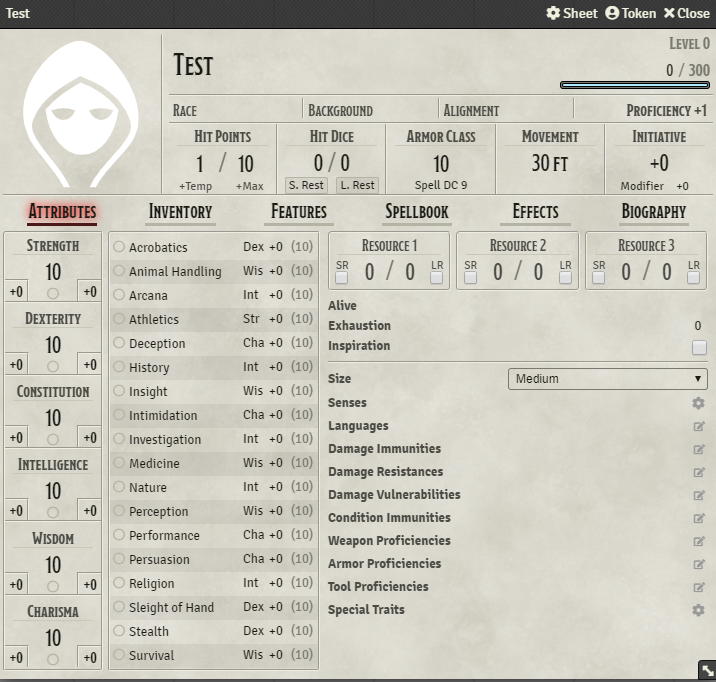 Test Sheet Token Close
Level 0
Test
0 / 300
Race Background Alignment Proficiency +1
Hit Points Hit Dice Armor Class Movement Initiative
1 / 10 0 / 0 10 30 ft +0
+Temp +Max S. Rest L. Rest Spell DC 9 Modifier +0
Attributes Inventory Features Spellbook Effects Biography
Strength
10
+0 +0
Dexterity
10
+0 +0
Constitution
10
+0 +0
Intelligence
10
+0 +0
Wisdom
10
+0 +0
Charisma
10
+0 +0
Acrobatics Dex +0 (10)
Animal Handling Wis +0 (10)
Arcana Int +0 (10)
Athletics Str +0 (10)
Deception Cha +0 (10)
History Int +0 (10)
Insight Wis +0 (10)
Intimidation Cha +0 (10)
Investigation Int +0 (10)
Medicine Wis +0 (10)
Nature Int +0 (10)
Perception Wis +0 (10)
Performance Cha +0 (10)
Persuasion Cha +0 (10)
Religion Int +0 (10)
Sleight of Hand Dex +0 (10)
Stealth Dex +0 (10)
Survival Wis +0 (10)
Resource 1 Resource 2 Resource 3
SR 0 / 0 LR SR 0 / 0 LR SR 0 / 0 LR
Alive
Exhaustion 0
Inspiration
Size Medium
Senses
Languages
Damage Immunities
Damage Resistances
Damage Vulnerabilities
Condition Immunities
Weapon Proficiencies
Armor Proficiencies
Tool Proficiencies
Special Traits